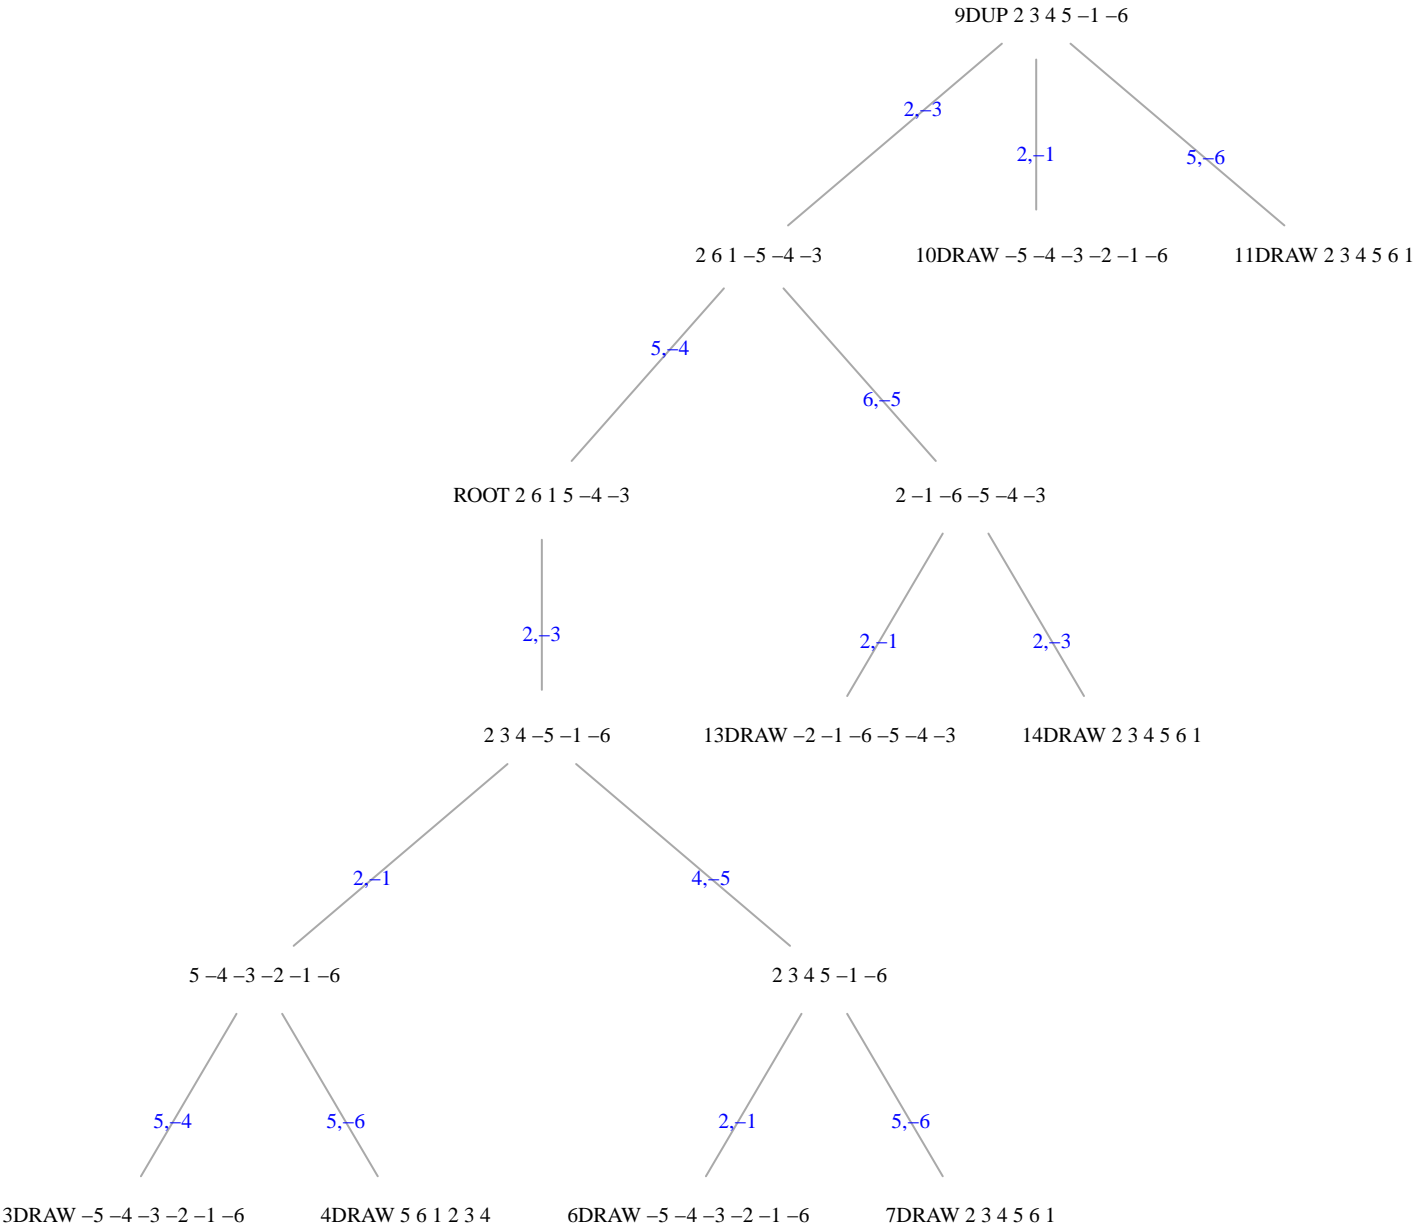 9DUP 2 3 4 5 –1 –6
2,–3
2,–1
5,–6
2 6 1 –5 –4 –3
10DRAW –5 –4 –3 –2 –1 –6
11DRAW 2 3 4 5 6 1
5,–4
6,–5
ROOT 2 6 1 5 –4 –3
2 –1 –6 –5 –4 –3
2,–3
2,–1
2,–3
2 3 4 –5 –1 –6
13DRAW –2 –1 –6 –5 –4 –3
14DRAW 2 3 4 5 6 1
2,–1
4,–5
5 –4 –3 –2 –1 –6
2 3 4 5 –1 –6
5,–4
5,–6
2,–1
5,–6
3DRAW –5 –4 –3 –2 –1 –6
4DRAW 5 6 1 2 3 4
6DRAW –5 –4 –3 –2 –1 –6
7DRAW 2 3 4 5 6 1